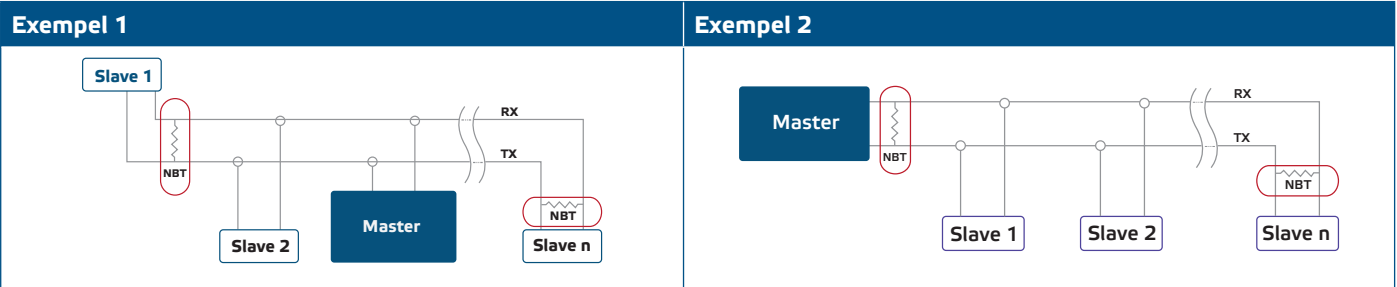 Exempel 1
Slave 1
RX
TX
NBT
NBT
Master
Slave 2
Slave n
Exempel 2
RX
Master
TX
NBT
NBT
Slave 1
Slave 2
Slave n